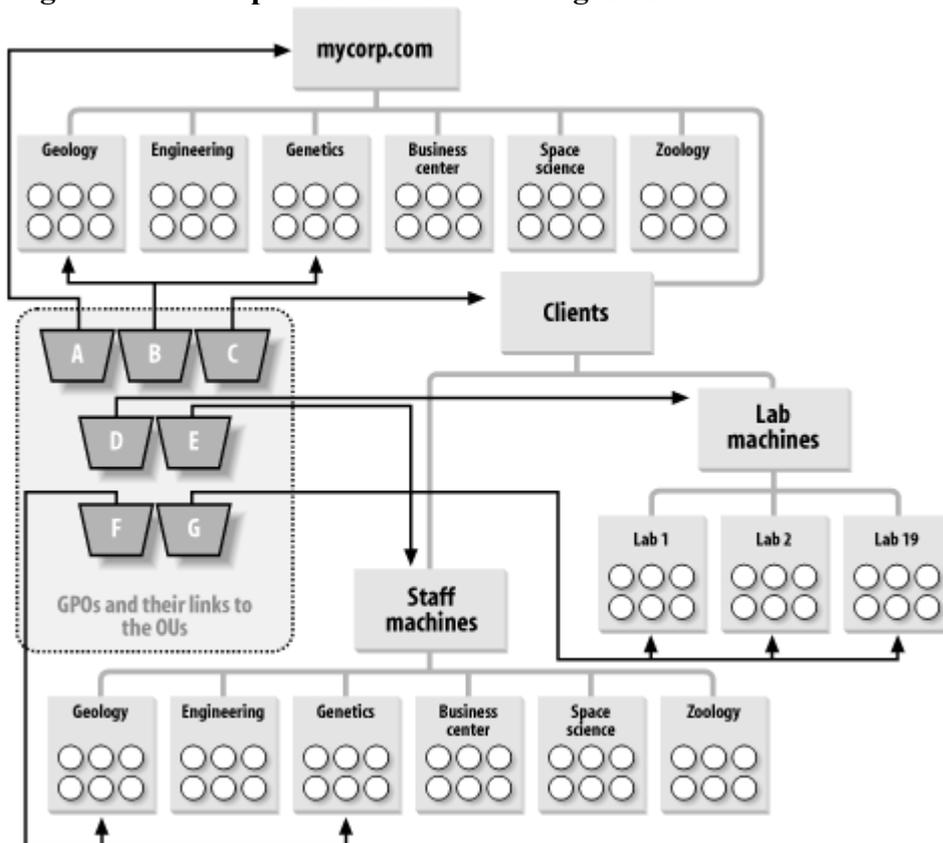 mycorp.com
Geology
Engineering
Genetics
Business
center
Space
science
Zoology
Clients
A
B
C
D
E
Lab
machines
F
G
Lab 1
Lab 2
Lab 19
GPOs and their links to
the OUs
Staff
machines
Geology
Engineering
Genetics
Business
center
Space
science
Zoology